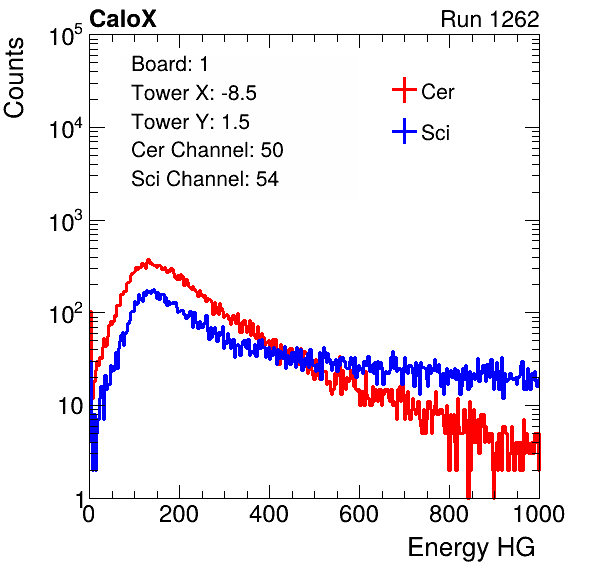 CaloX Run 1262
Counts
10^5
10^4
10^3
10^2
10
1
Board: 1
Tower X: -8.5
Tower Y: 1.5
Cer Channel: 50
Sci Channel: 54
Cer
Sci
0 200 400 600 800 1000
Energy HG